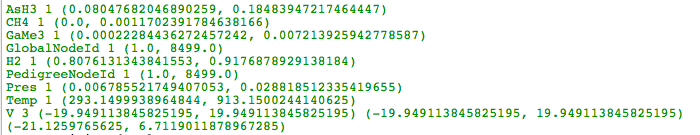 AsH3 1 (0.08047682046890259, 0.18483947217464447)
CH4 1 (0.0, 0.0011702391784638166)
GaMe3 1 (0.00022284436272457242, 0.007213925942778587)
GlobalNodeId 1 (1.0, 8499.0)
H2 1 (0.8076131343841553, 0.9176878929138184)
PedigreeNodeId 1 (1.0, 8499.0)
Pres 1 (0.006785521749407053, 0.028818512335419655)
Temp 1 (293.1499938964844, 913.1500244140625)
V 3 (-19.949113845825195, 19.949113845825195) (-19.949113845825195, 19.949113845825195)
(-21.1259765625, 6.7119011878967285)